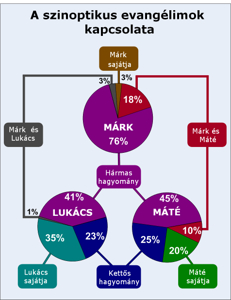 A szinoptikus evangélimok
kapcsolata
Márk
sajátja
3%
3%
18%
MÁRK
76%
Márk és
Lukács
Márk és
Máté
Hármas
hagyomány
41%
LUKÁCS
1%
35%
23%
45%
MÁTÉ
10%
25%
20%
Lukács
sajátja
Kettős
hagyomány
Máté
sajátja